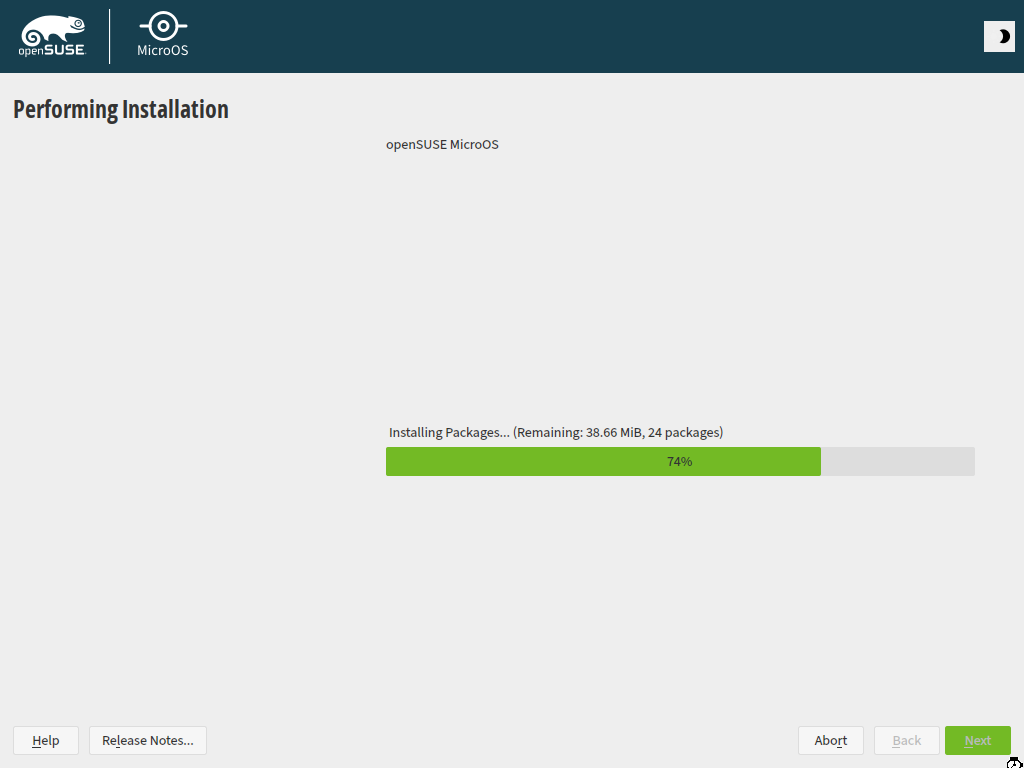 openSUSE
MicroOS
Performing Installation
openSUSE MicroOS
Installing Packages... (Remaining: 38.66 MiB, 24 packages)
74%
Help
Release Notes...
Abort
Back
Next